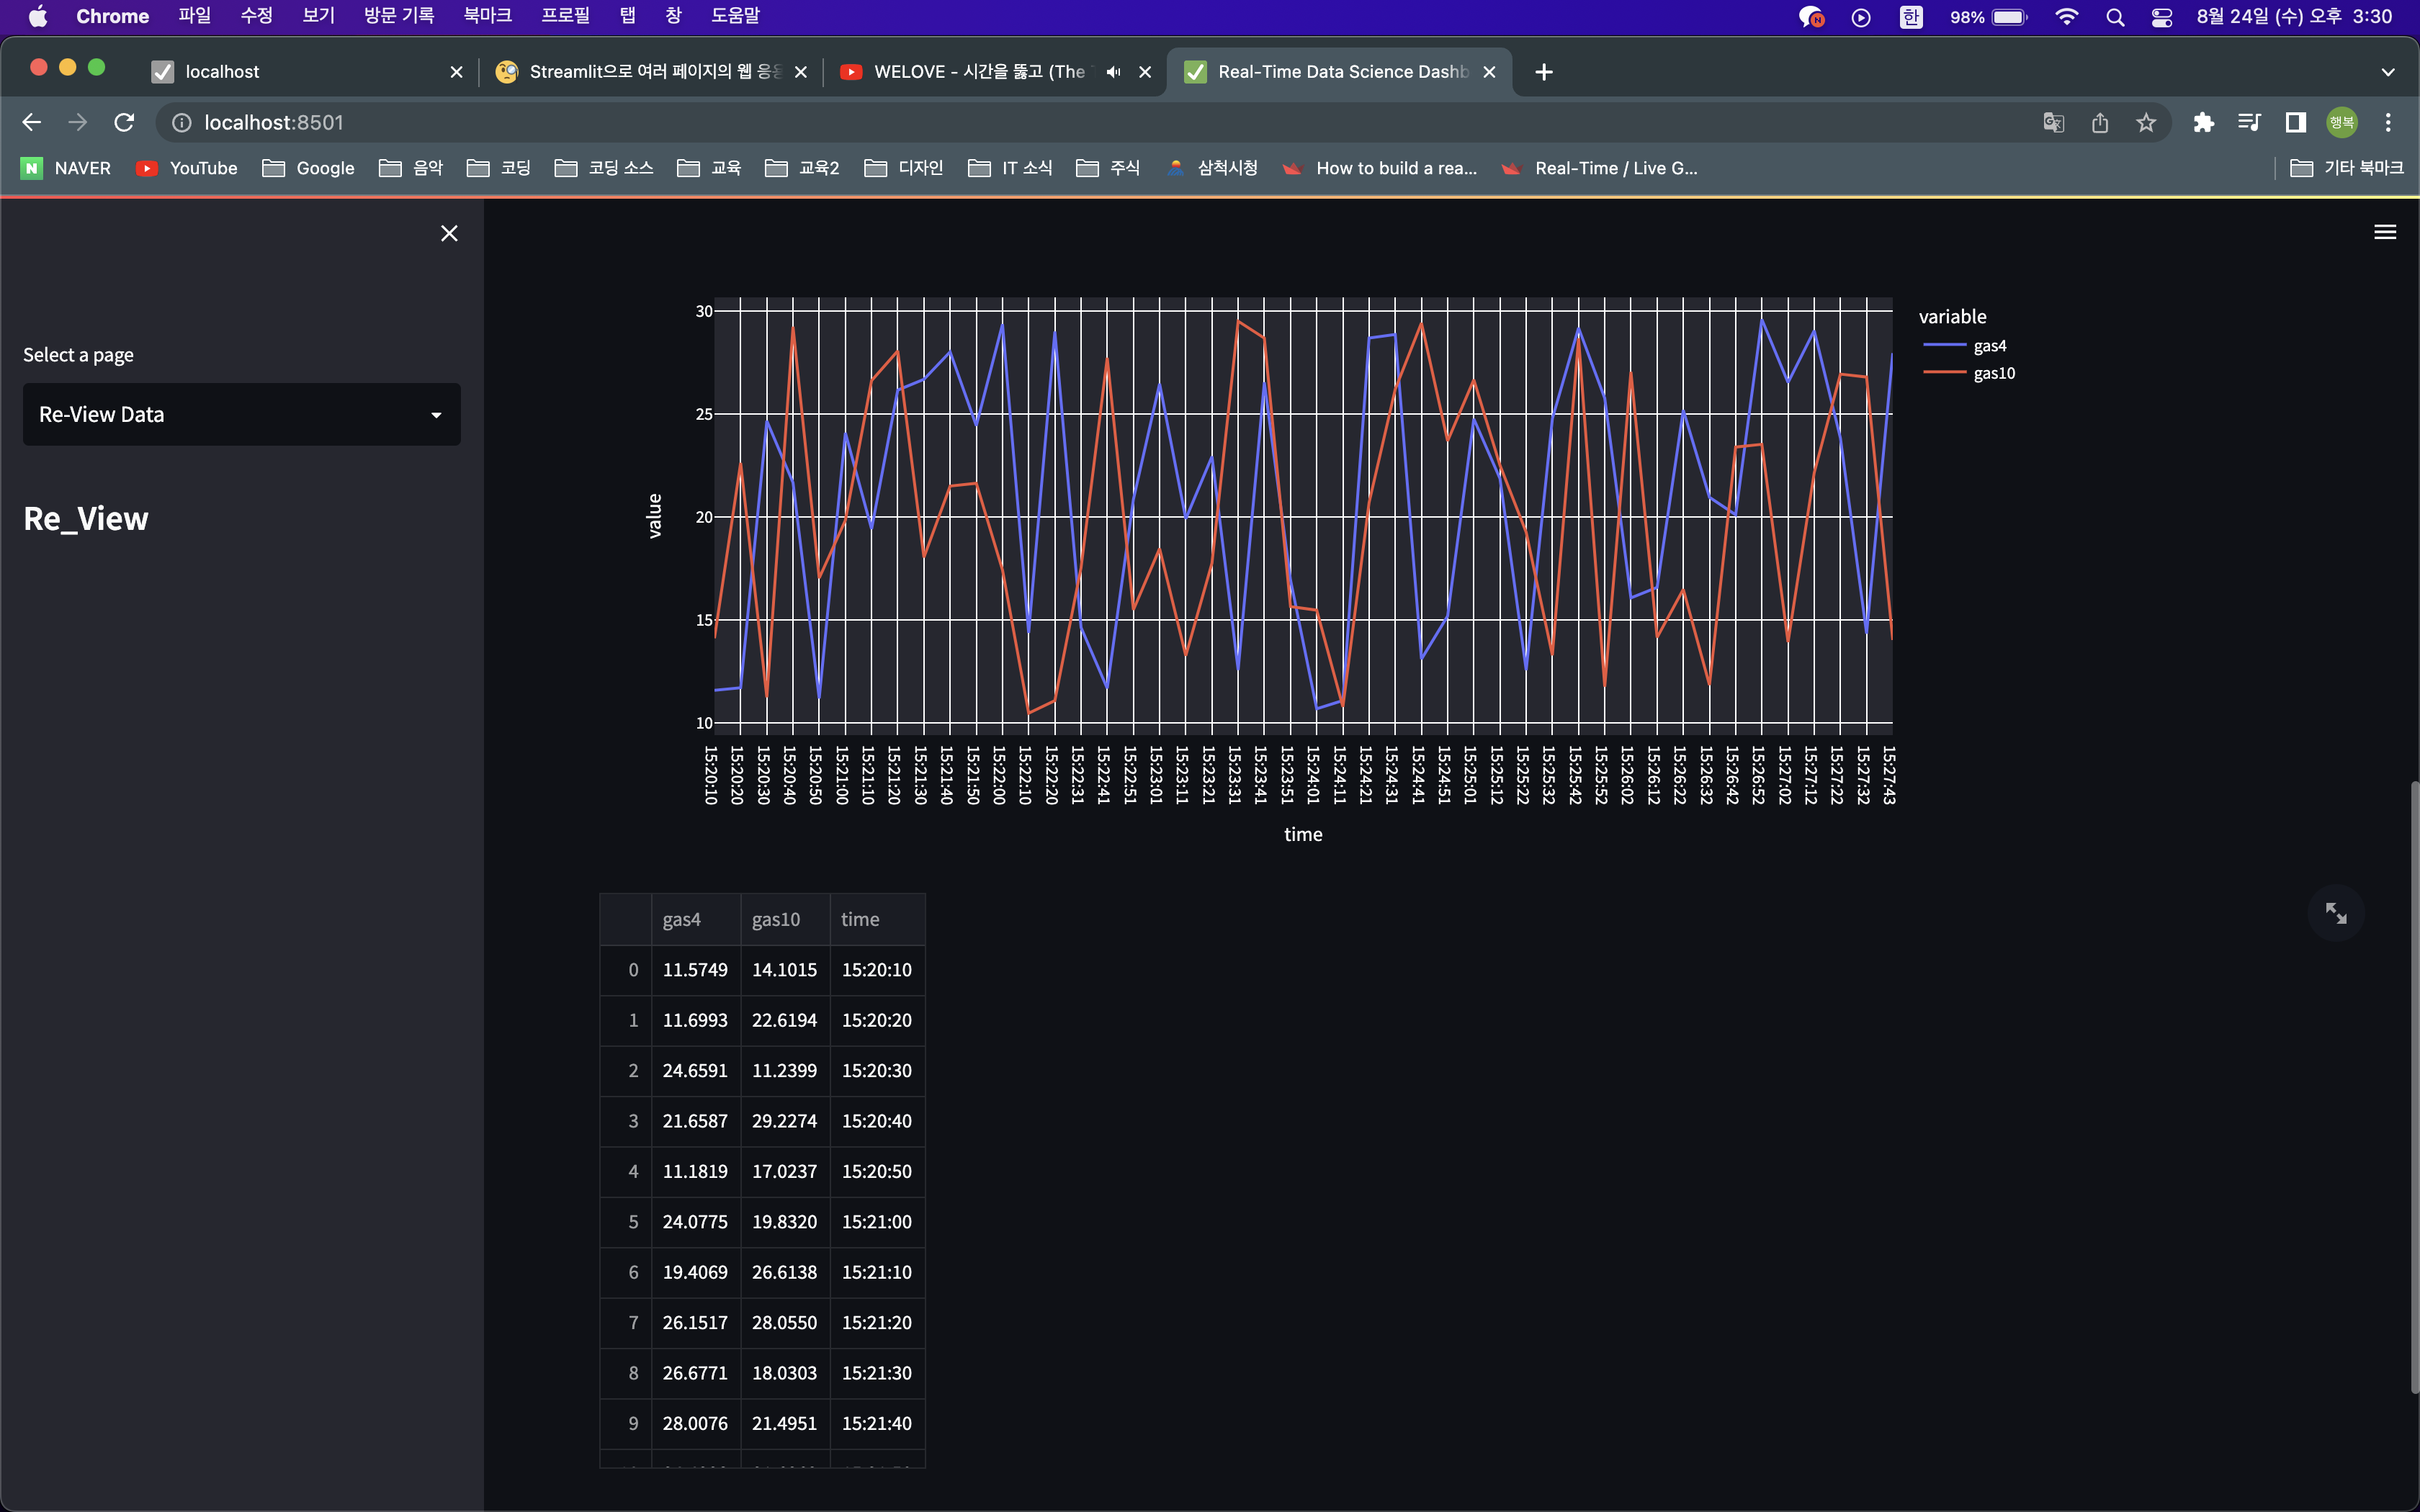 Chrome 파일 수정 보기 방문 기록 북마크 프로필 탭 창 도움말 한 98% 8월 24일 (수) 오후 3:30
localhost Streamlit으로 여러 페이지의 웹 응용 WELOVE - 시간을 뚫고 (The Real-Time Data Science Dashb
localhost:8501 행복
NAVER YouTube Google 음악 코딩 코딩 소스 교육 교육2 디자인 IT 소식 주식 삼척시청 How to build a rea... Real-Time / Live G... 기타 북마크
Select a page
Re-View Data
Re_View
30
25
20
15
10
value
variable
gas4
gas10
15:20:10 15:20:20 15:20:30 15:20:40 15:20:50 15:21:00 15:21:10 15:21:20 15:21:30 15:21:40 15:21:50 15:22:00 15:22:10 15:22:20 15:22:31 15:22:41 15:22:51 15:23:01 15:23:11 15:23:21 15:23:31 15:23:41 15:23:51 15:24:01 15:24:11 15:24:21 15:24:31 15:24:41 15:24:51 15:25:01 15:25:12 15:25:22 15:25:32 15:25:42 15:25:52 15:26:02 15:26:12 15:26:22 15:26:32 15:26:42 15:26:52 15:27:02 15:27:12 15:27:22 15:27:32 15:27:43
time
gas4 gas10 time
0 11.5749 14.1015 15:20:10
1 11.6993 22.6194 15:20:20
2 24.6591 11.2399 15:20:30
3 21.6587 29.2274 15:20:40
4 11.1819 17.0237 15:20:50
5 24.0775 19.8320 15:21:00
6 19.4069 26.6138 15:21:10
7 26.1517 28.0550 15:21:20
8 26.6771 18.0303 15:21:30
9 28.0076 21.4951 15:21:40